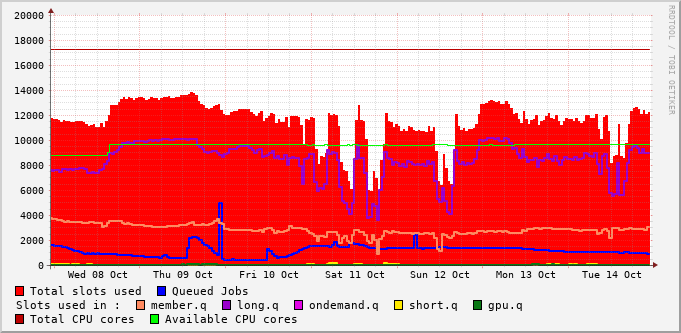 RRDTOOL / TOBI OETIKER
20000
18000
16000
14000
12000
10000
8000
6000
4000
2000
0
Wed 08 Oct Thu 09 Oct Fri 10 Oct Sat 11 Oct Sun 12 Oct Mon 13 Oct Tue 14 Oct
Total slots used Queued Jobs
Slots used in : member.q long.q ondemand.q short.q gpu.q
Total CPU cores Available CPU cores